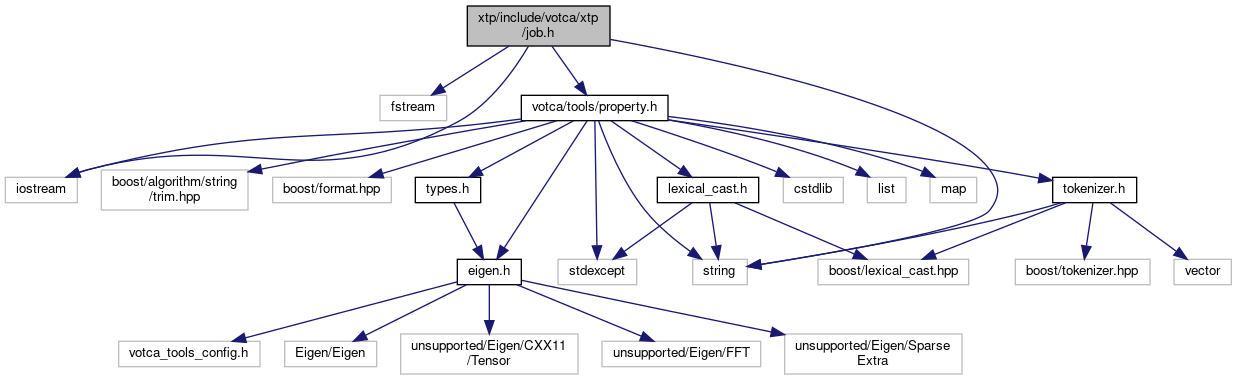 xtp/include/votca/xtp
/job.h
fstream
votca/tools/property.h
iostream
boost/algorithm/string
/trim.hpp
boost/format.hpp
types.h
lexical_cast.h
cstdlib
list
map
tokenizer.h
eigen.h
stdexcept
string
boost/lexical_cast.hpp
boost/tokenizer.hpp
vector
votca_tools_config.h
Eigen/Eigen
unsupported/Eigen/CXX11
/Tensor
unsupported/Eigen/FFT
unsupported/Eigen/Sparse
Extra